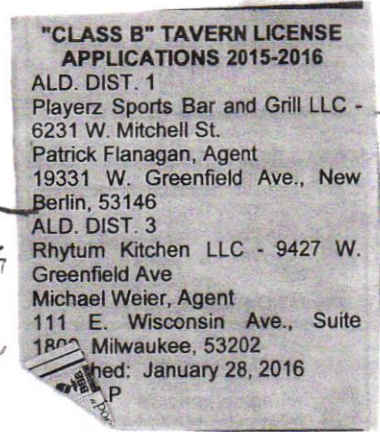 "CLASS B" TAVERN LICENSE
APPLICATIONS 2015-2016
ALD. DIST. 1
Playerz Sports Bar and Grill LLC -
6231 W. Mitchell St.
Patrick Flanagan, Agent
19331 W. Greenfield Ave., New
Berlin, 53146
ALD. DIST. 3
Rhytum Kitchen LLC - 9427 W.
Greenfield Ave
Michael Weier, Agent
111 E. Wisconsin Ave., Suite
Milwaukee, 53202
hed: January 28, 2016
P